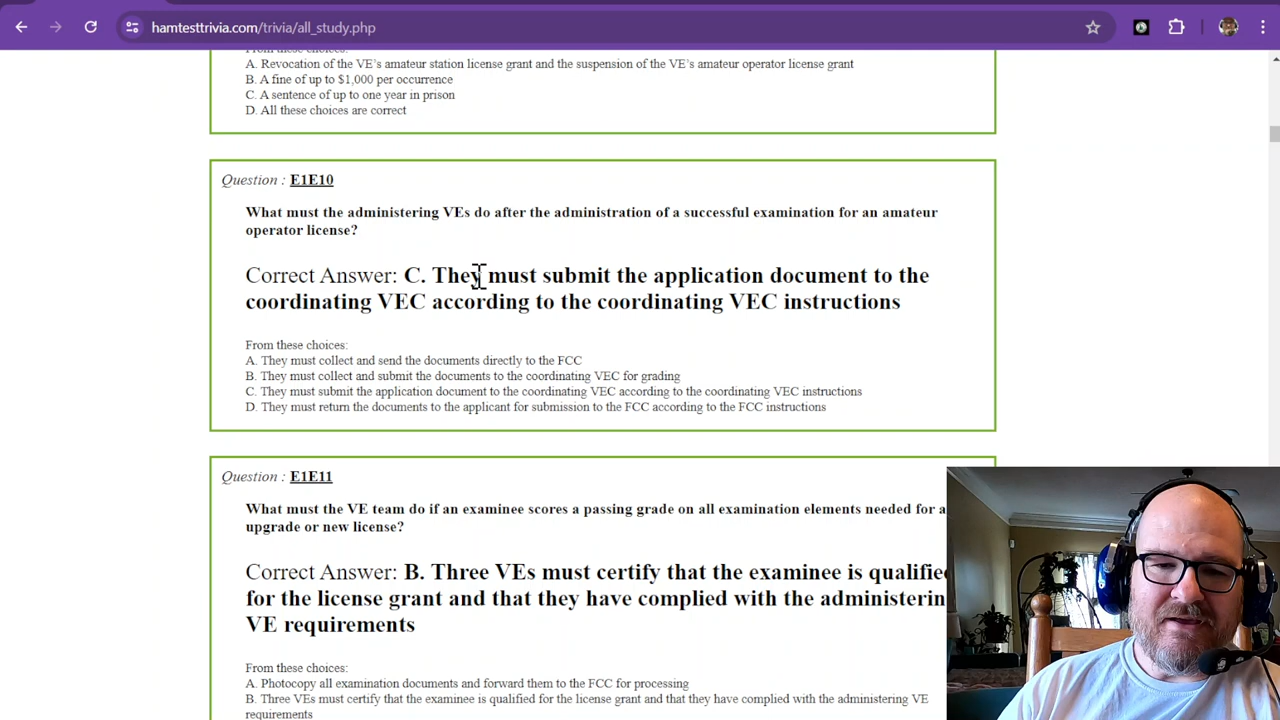 hamtesttrivia.com/trivia/all_study.php
From these choices:
A. Revocation of the VE's amateur station license grant and the suspension of the VE's amateur operator license grant
B. A fine of up to $1,000 per occurrence
C. A sentence of up to one year in prison
D. All these choices are correct
Question : E1E10
What must the administering VEs do after the administration of a successful examination for an amateur
operator license?
Correct Answer: C. They must submit the application document to the
coordinating VEC according to the coordinating VEC instructions
From these choices:
A. They must collect and send the documents directly to the FCC
B. They must collect and submit the documents to the coordinating VEC for grading
C. They must submit the application document to the coordinating VEC according to the coordinating VEC instructions
D. They must return the documents to the applicant for submission to the FCC according to the FCC instructions
Question : E1E11
What must the VE team do if an examinee scores a passing grade on all examination elements needed for a
upgrade or new license?
Correct Answer: B. Three VEs must certify that the examinee is qualified
for the license grant and that they have complied with the administerin
VE requirements
From these choices:
A. Photocopy all examination documents and forward them to the FCC for processing
B. Three VEs must certify that the examinee is qualified for the license grant and that they have complied with the administering VE
requirements